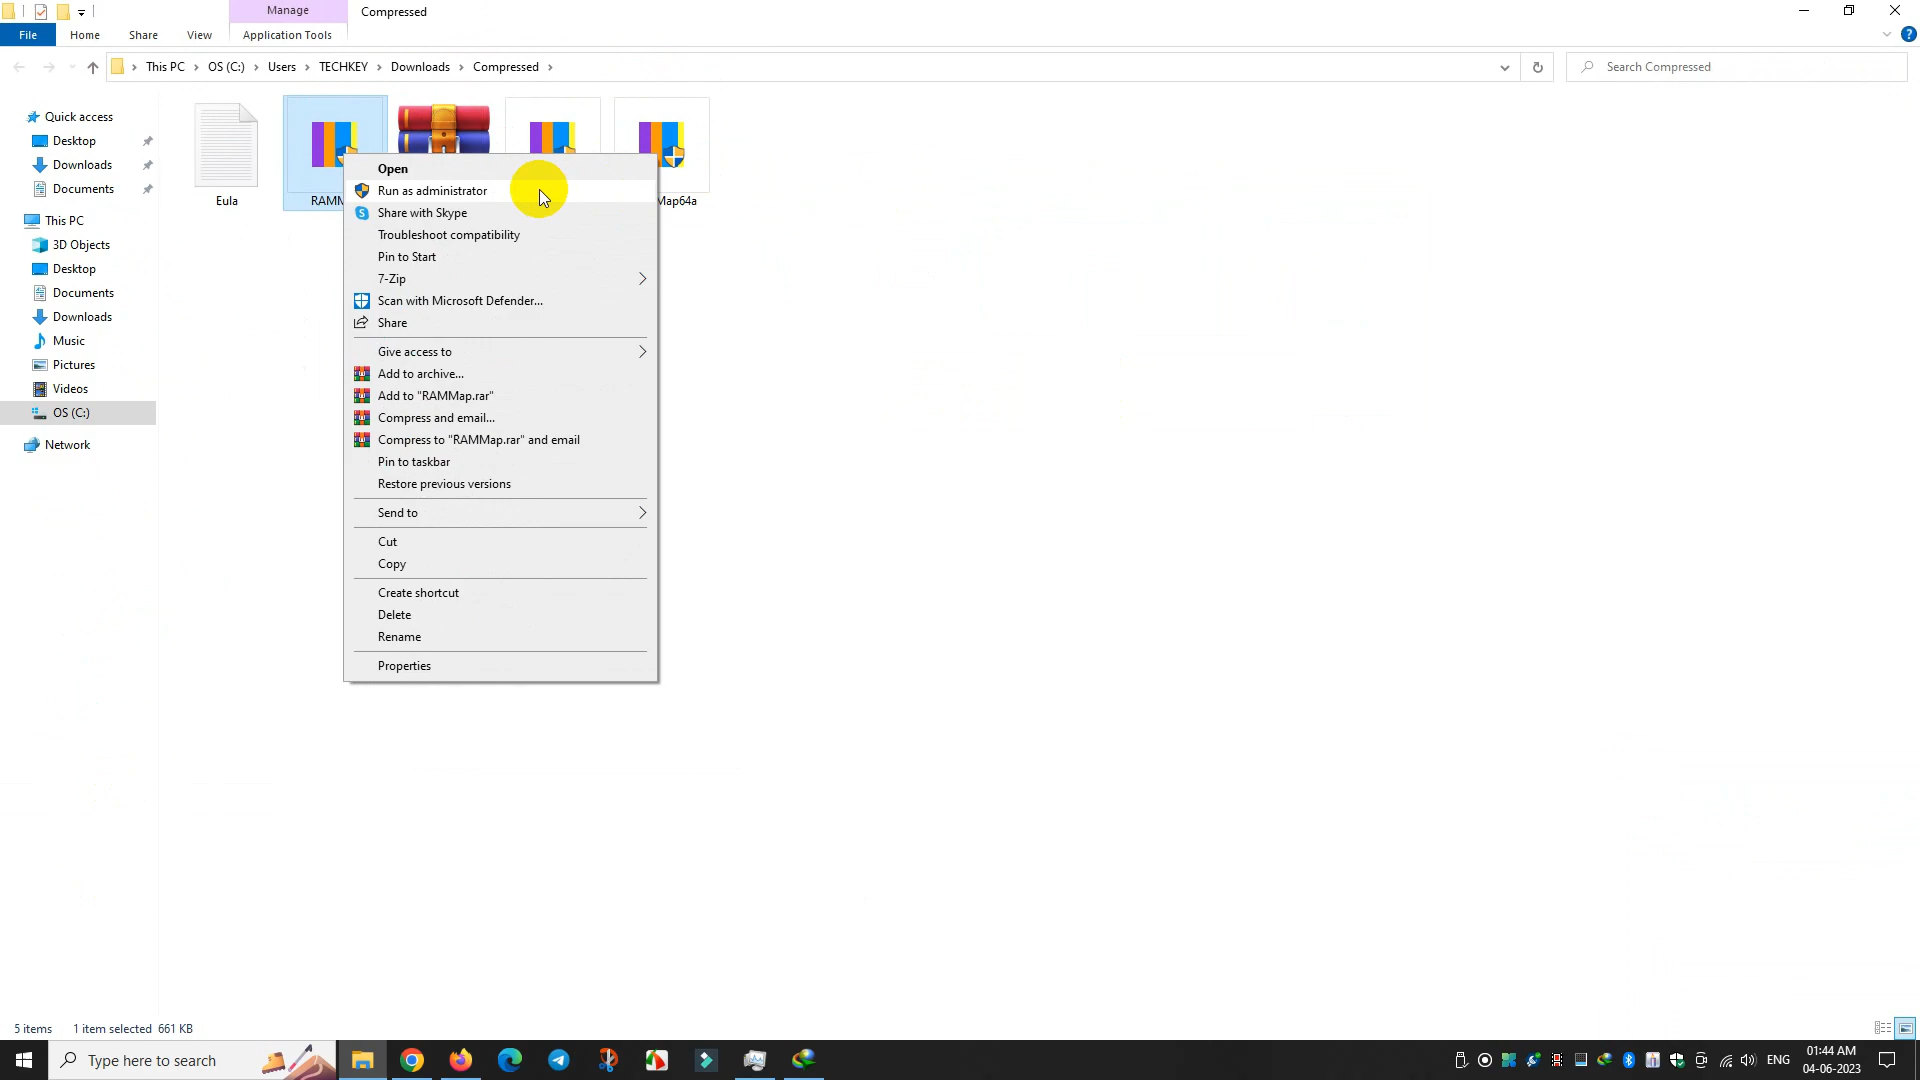 Manage
Compressed
File
Home
Share
View
Application Tools
This PC
OS (C:)
Users
TECHKEY
Downloads
Compressed
Search Compressed
Quick access
Desktop
Downloads
Documents
This PC
3D Objects
Desktop
Documents
Downloads
Music
Pictures
Videos
OS (C:)
Network
Eula
RAMM
Map64a
Open
Run as administrator
Share with Skype
Troubleshoot compatibility
Pin to Start
7-Zip
Scan with Microsoft Defender...
Share
Give access to
Add to archive...
Add to "RAMMap.rar"
Compress and email...
Compress to "RAMMap.rar" and email
Pin to taskbar
Restore previous versions
Send to
Cut
Copy
Create shortcut
Delete
Rename
Properties
5 items
1 item selected 661 KB
Type here to search
ENG
01:44 AM
04-06-2023